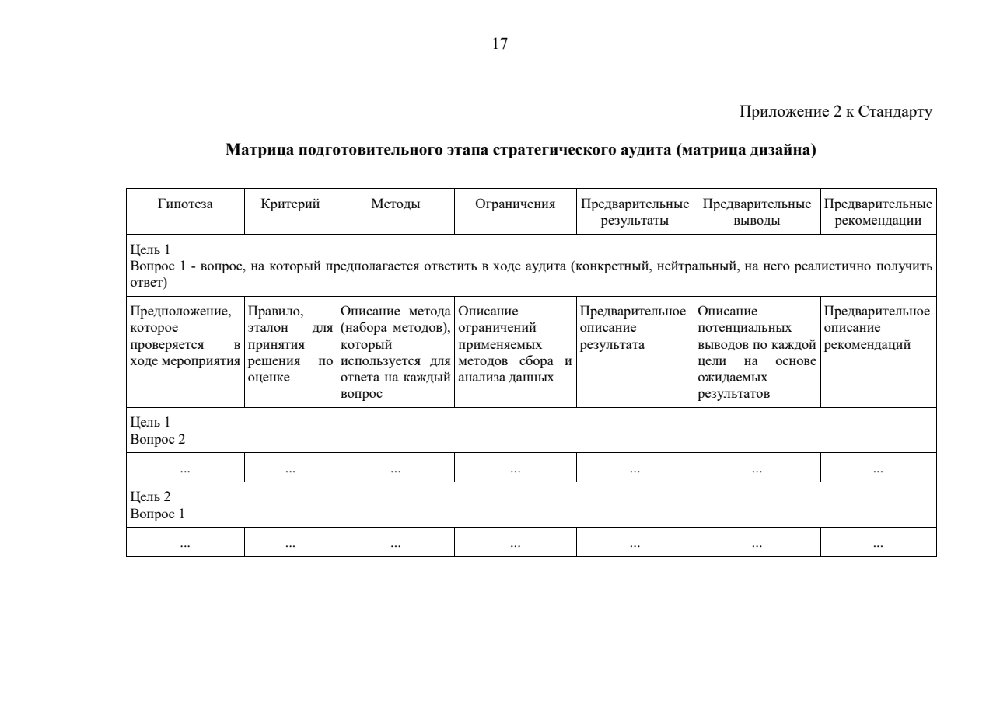 17
Приложение 2 к Стандарту
Матрица подготовительного этапа стратегического аудита (матрица дизайна)
Гипотеза
Критерий
Методы
Ограничения
Предварительные
результаты
Предварительные
выводы
Предварительные
рекомендации
Цель 1
Вопрос 1 - вопрос, на который предполагается ответить в ходе аудита (конкретный, нейтральный, на него реалистично получить
ответ)
Предположение,
которое
проверяется в
ходе мероприятия
Правило,
эталон для
принятия
решения по
оценке
Описание метода
(набора методов),
который
используется для
ответа на каждый
вопрос
Описание
ограничений
применяемых
методов сбора и
анализа данных
Предварительное
описание
результата
Описание
потенциальных
выводов по каждой
цели на основе
ожидаемых
результатов
Предварительное
описание
рекомендаций
Цель 1
Вопрос 2
...
...
...
...
...
...
...
Цель 2
Вопрос 1
...
...
...
...
...
...
...